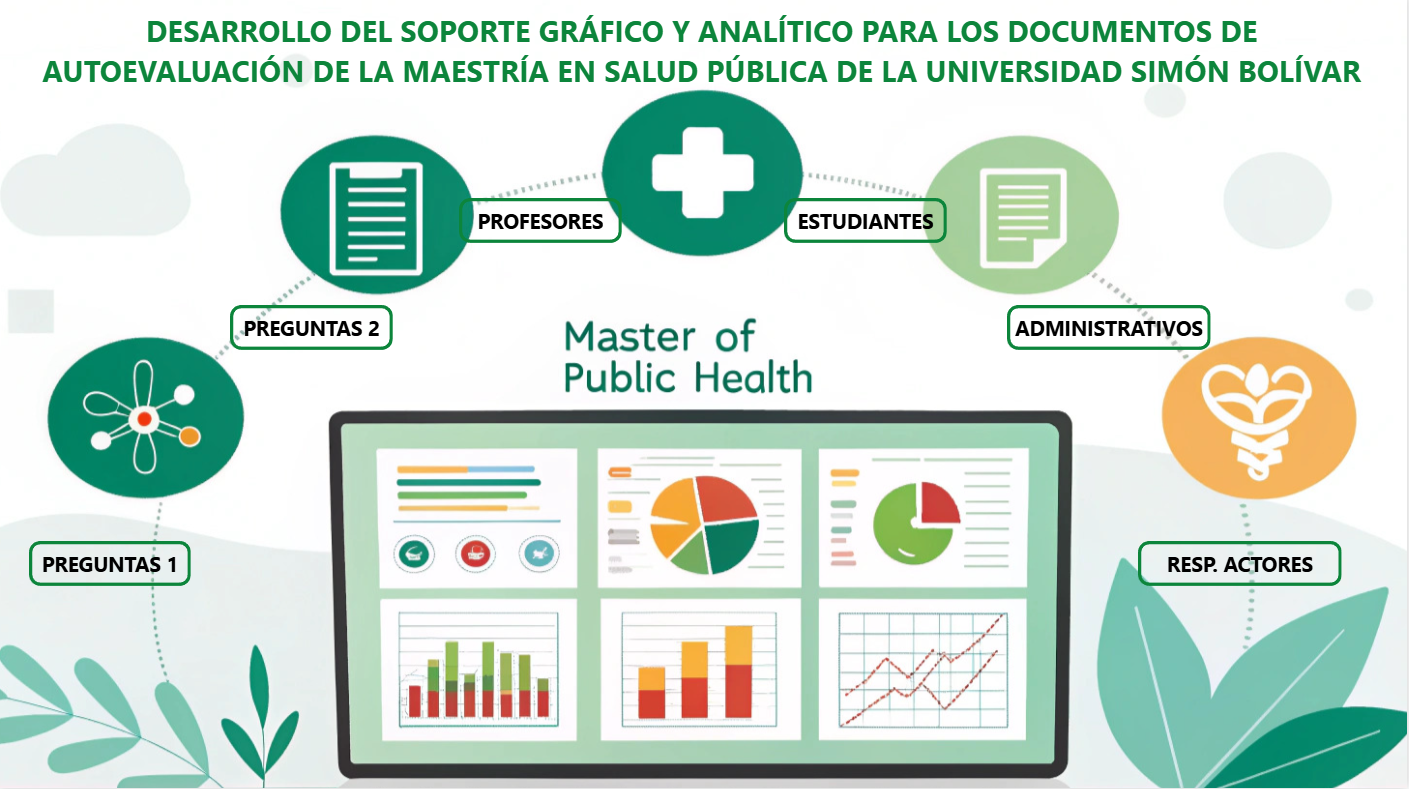 DESARROLLO DEL SOPORTE GRÁFICO Y ANALÍTICO PARA LOS DOCUMENTOS DE
AUTOEVALUACIÓN DE LA MAESTRÍA EN SALUD PÚBLICA DE LA UNIVERSIDAD SIMÓN BOLÍVAR
PROFESORES
ESTUDIANTES
PREGUNTAS 2
ADMINISTRATIVOS
Master of
Public Health
PREGUNTAS 1
RESP. ACTORES